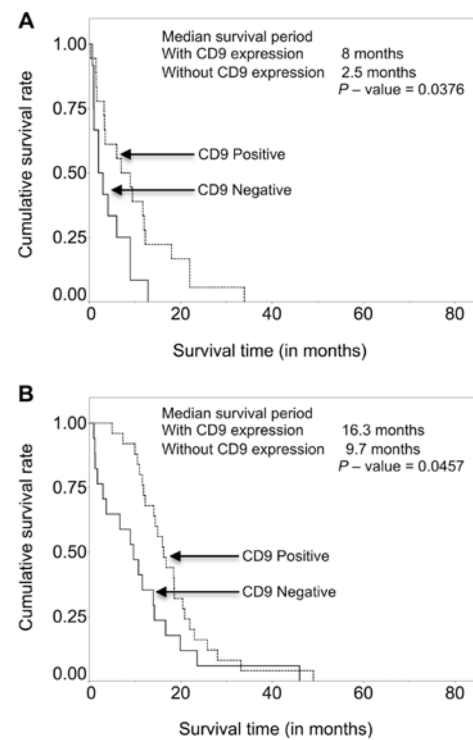 A
Cumulative survival rate
1.00
0.75
0.50
0.25
0.00
Median survival period
With CD9 expression 8 months
Without CD9 expression 2.5 months
P – value = 0.0376
CD9 Positive
CD9 Negative
0 20 40 60 80
Survival time (in months)
B
Cumulative survival rate
1.00
0.75
0.50
0.25
0.00
Median survival period
With CD9 expression 16.3 months
Without CD9 expression 9.7 months
P – value = 0.0457
CD9 Positive
CD9 Negative
0 20 40 60 80
Survival time (in months)